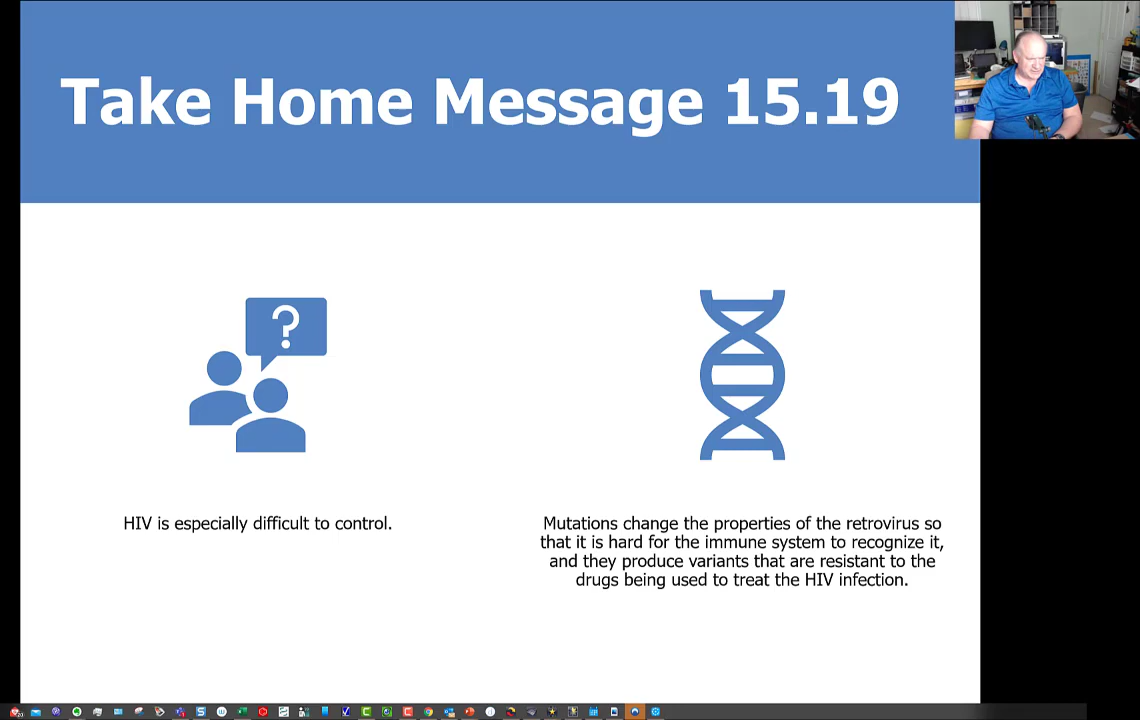 Take Home Message 15.19
?
HIV is especially difficult to control.
Mutations change the properties of the retrovirus so
that it is hard for the immune system to recognize it,
and they produce variants that are resistant to the
drugs being used to treat the HIV infection.